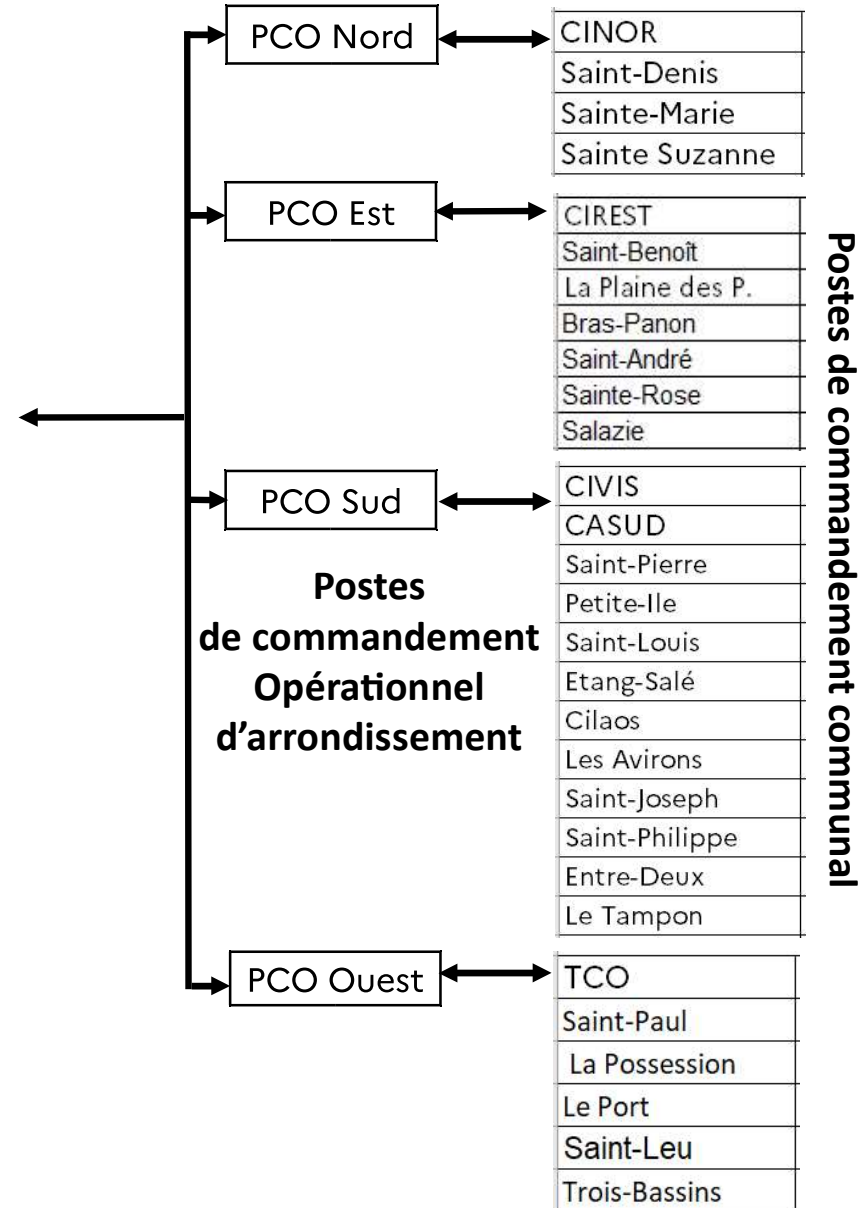 PCO Nord
CINOR
Saint-Denis
Sainte-Marie
Sainte Suzanne
PCO Est
CIREST
Saint-Benoît
La Plaine des P.
Bras-Panon
Saint-André
Sainte-Rose
Salazie
PCO Sud
CIVIS
CASUD
Saint-Pierre
Petite-Ile
Saint-Louis
Etang-Salé
Cilaos
Les Avirons
Saint-Joseph
Saint-Philippe
Entre-Deux
Le Tampon
Postes
de commandement
Opérationnel
d’arrondissement
PCO Ouest
TCO
Saint-Paul
La Possession
Le Port
Saint-Leu
Trois-Bassins
Postes de commandement communal